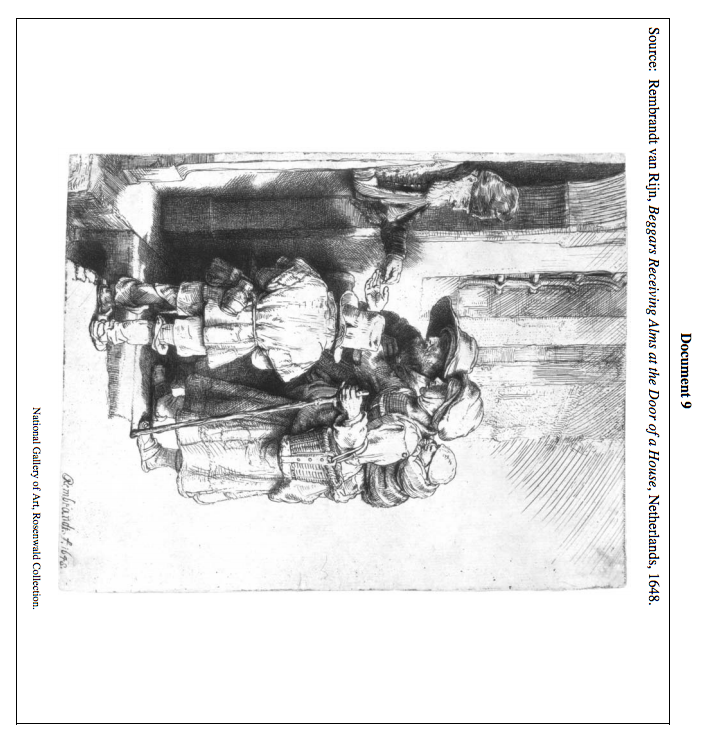 Document 9
Source: Rembrandt van Rijn, Beggars Receiving Alms at the Door of a House, Netherlands, 1648.
Rembrandt. f. 1648.
National Gallery of Art, Rosenwald Collection.